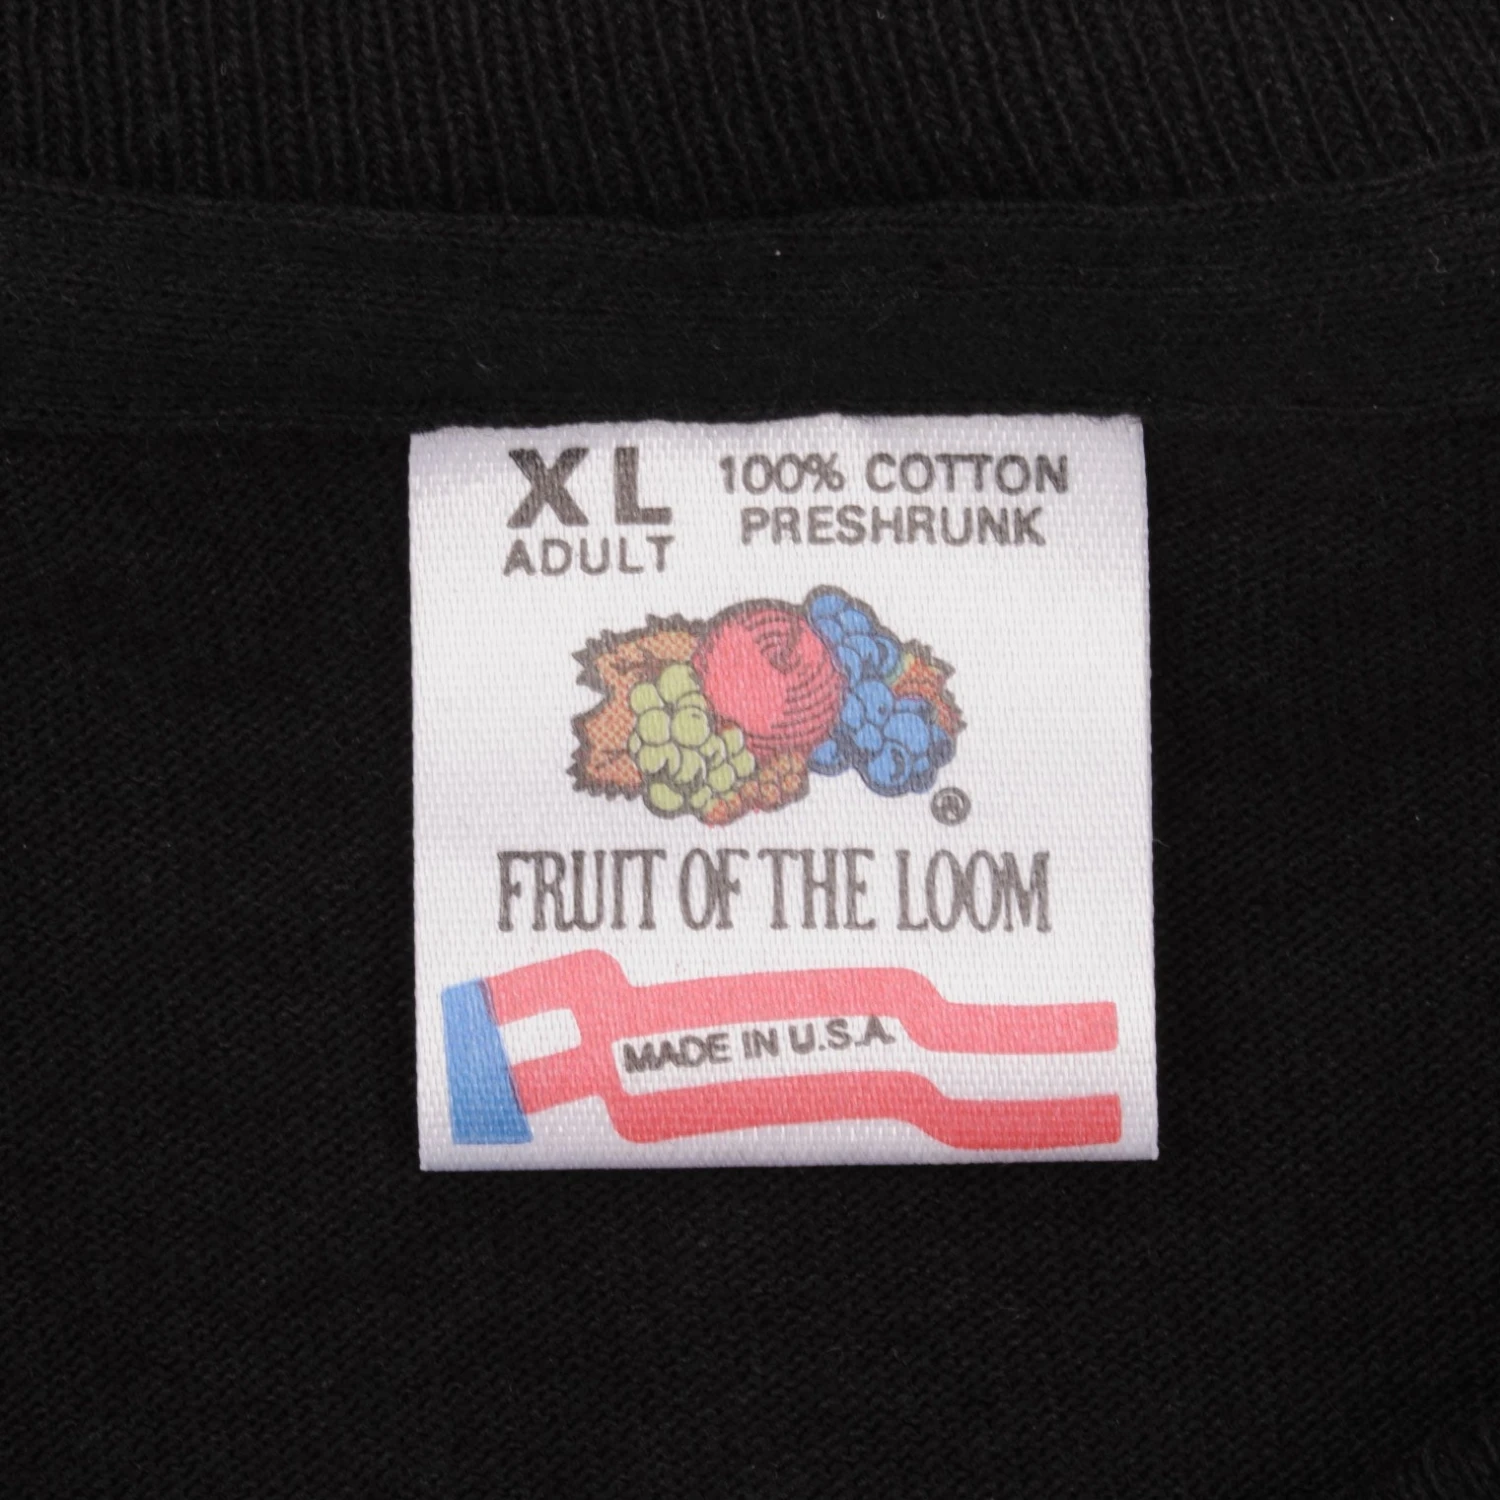 XL
ADULT
100% COTTON
PRESHRUNK
®
FRUIT OF THE LOOM
MADE IN U.S.A.